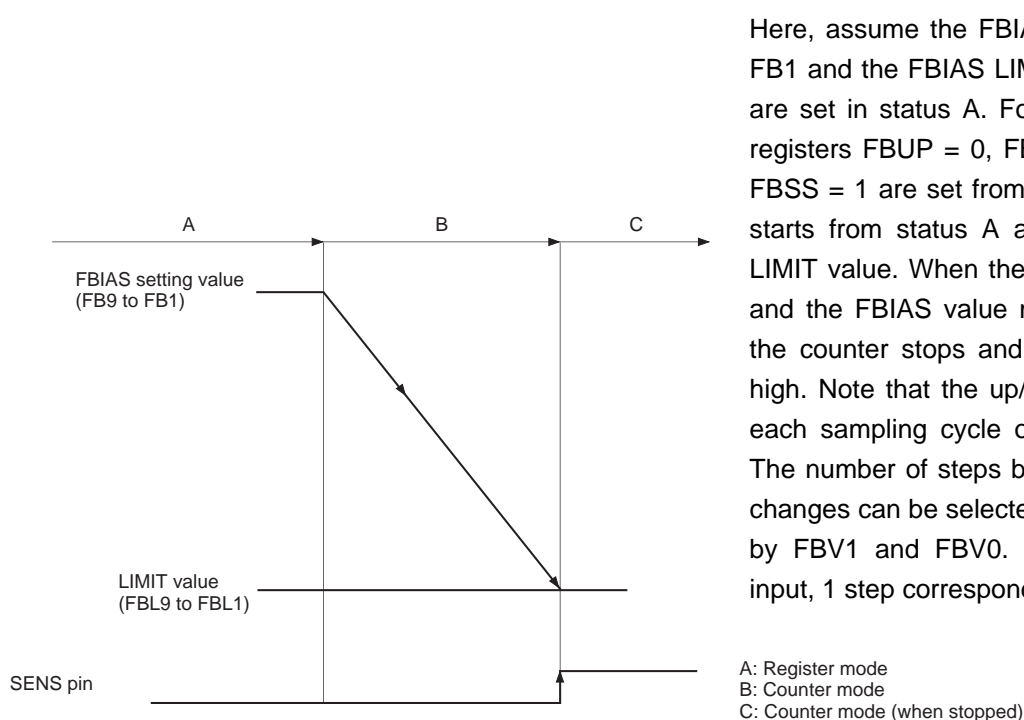 Here, assume the FBIA
FB1 and the FBIAS LIM
are set in status A. Fo
registers FBUP = 0, FB
FBSS = 1 are set from
starts from status A a
LIMIT value. When the
and the FBIAS value
the counter stops and
high. Note that the up/
each sampling cycle
The number of steps b
changes can be selecte
by FBV1 and FBV0.
input, 1 step correspon
A
B
C
FBIAS setting value
(FB9 to FB1)
LIMIT value
(FBL9 to FBL1)
SENS pin
A: Register mode
B: Counter mode
C: Counter mode (when stopped)